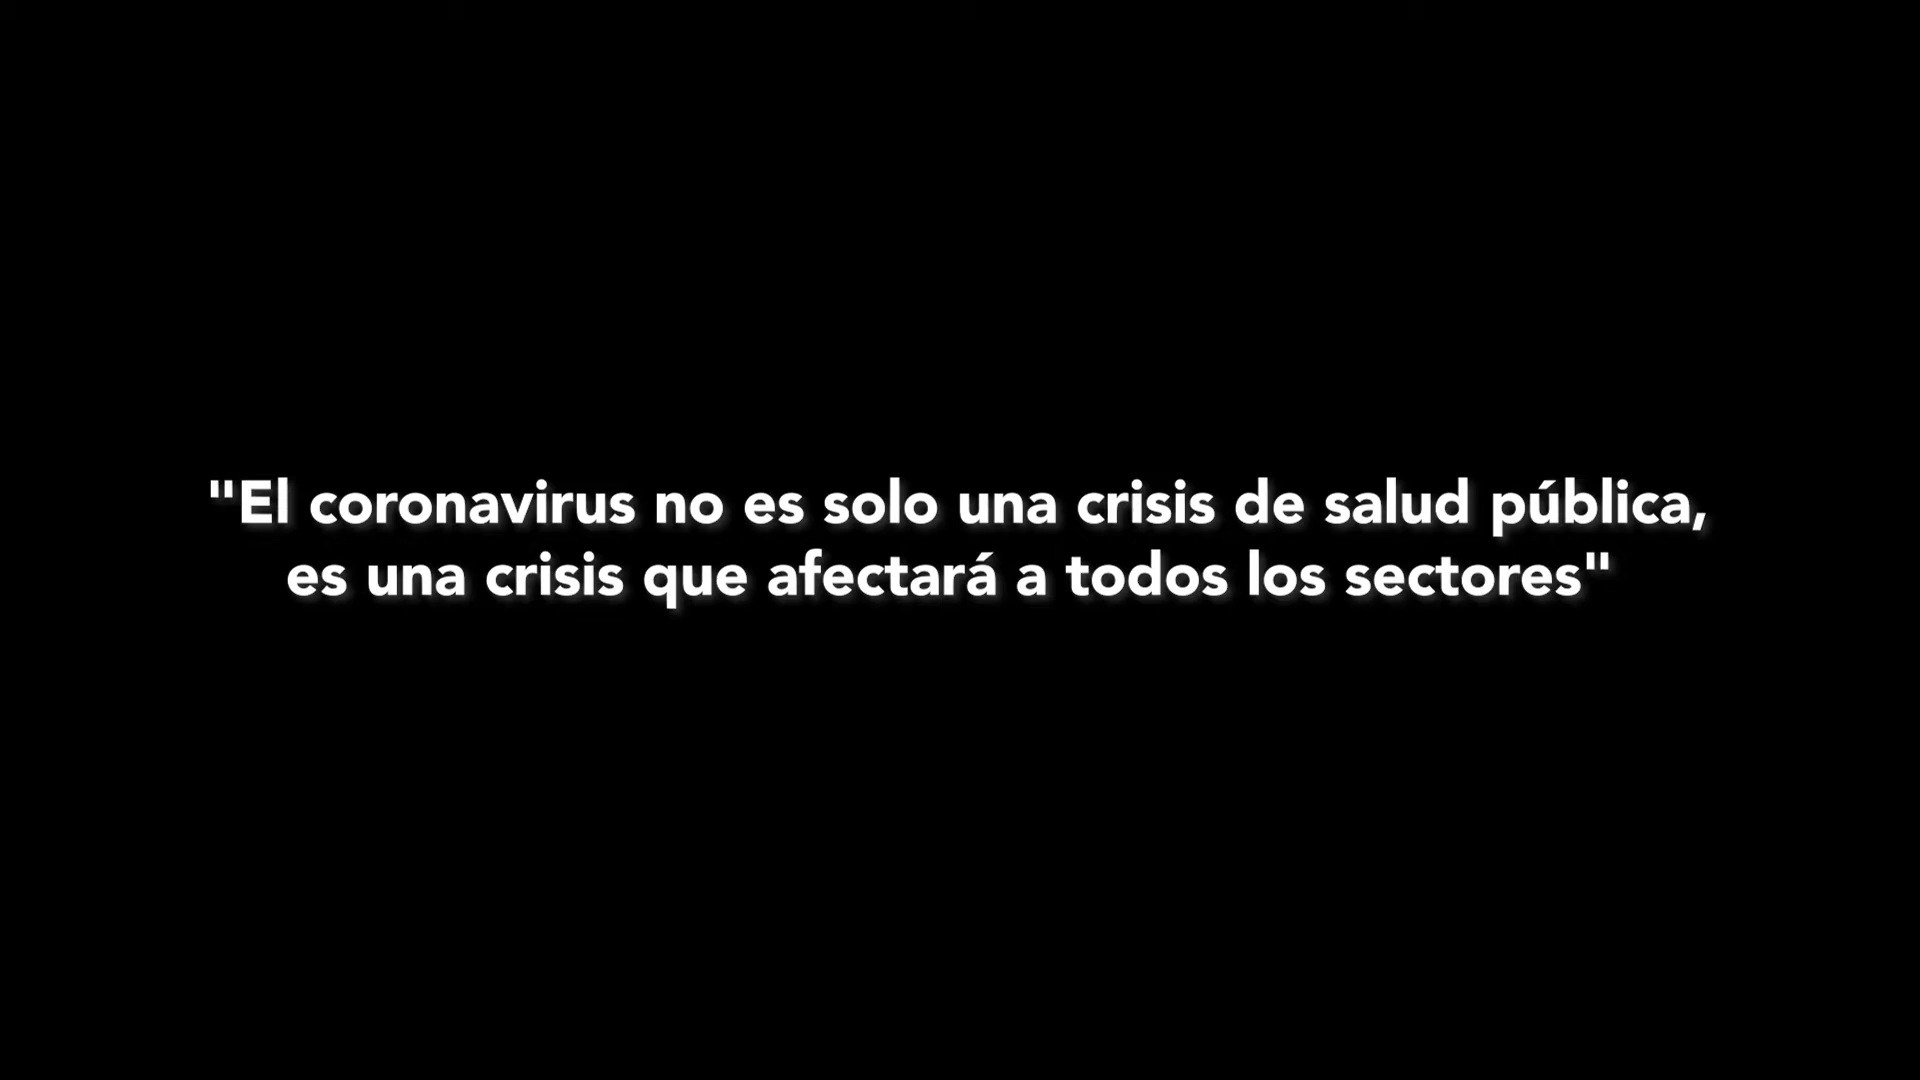 "El coronavirus no es solo una crisis de salud pública,
es una crisis que afectará a todos los sectores"